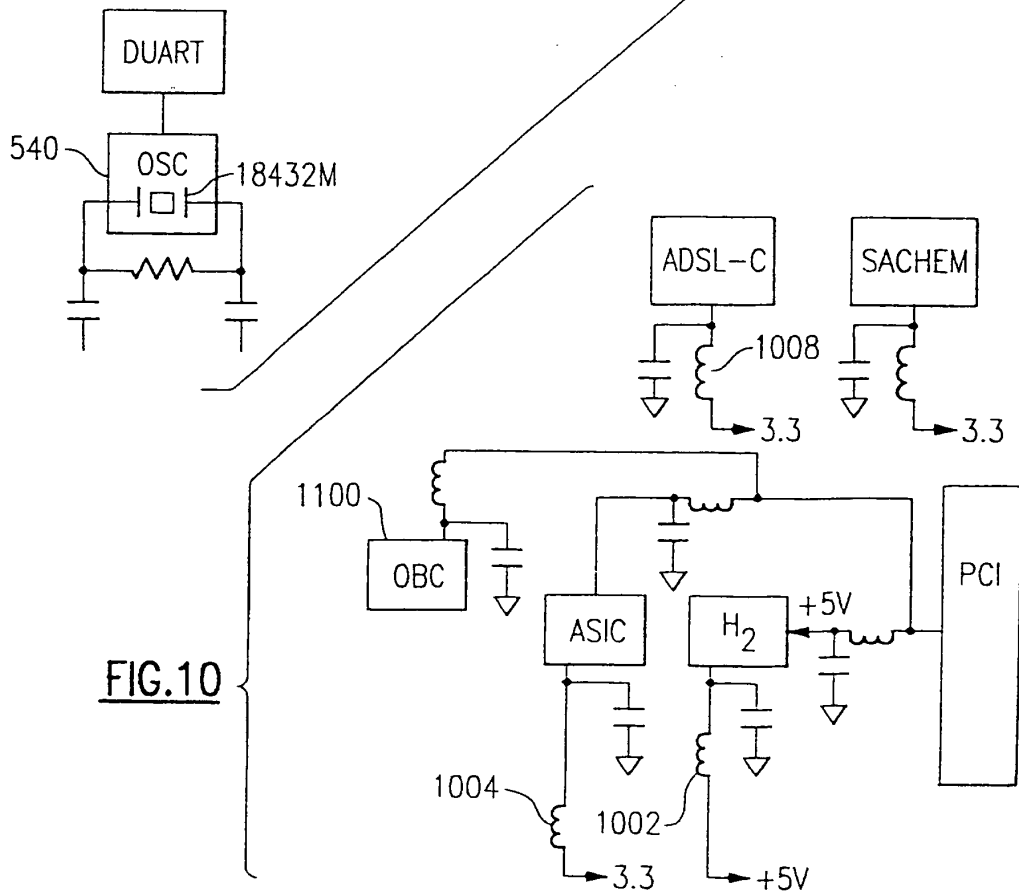 DUART
540
OSC
18432M
ADSL-C
SACHEM
1008
3.3
3.3
1100
OBC
PCI
+5V
ASIC
H2
FIG.10
1004
1002
3.3
+5V